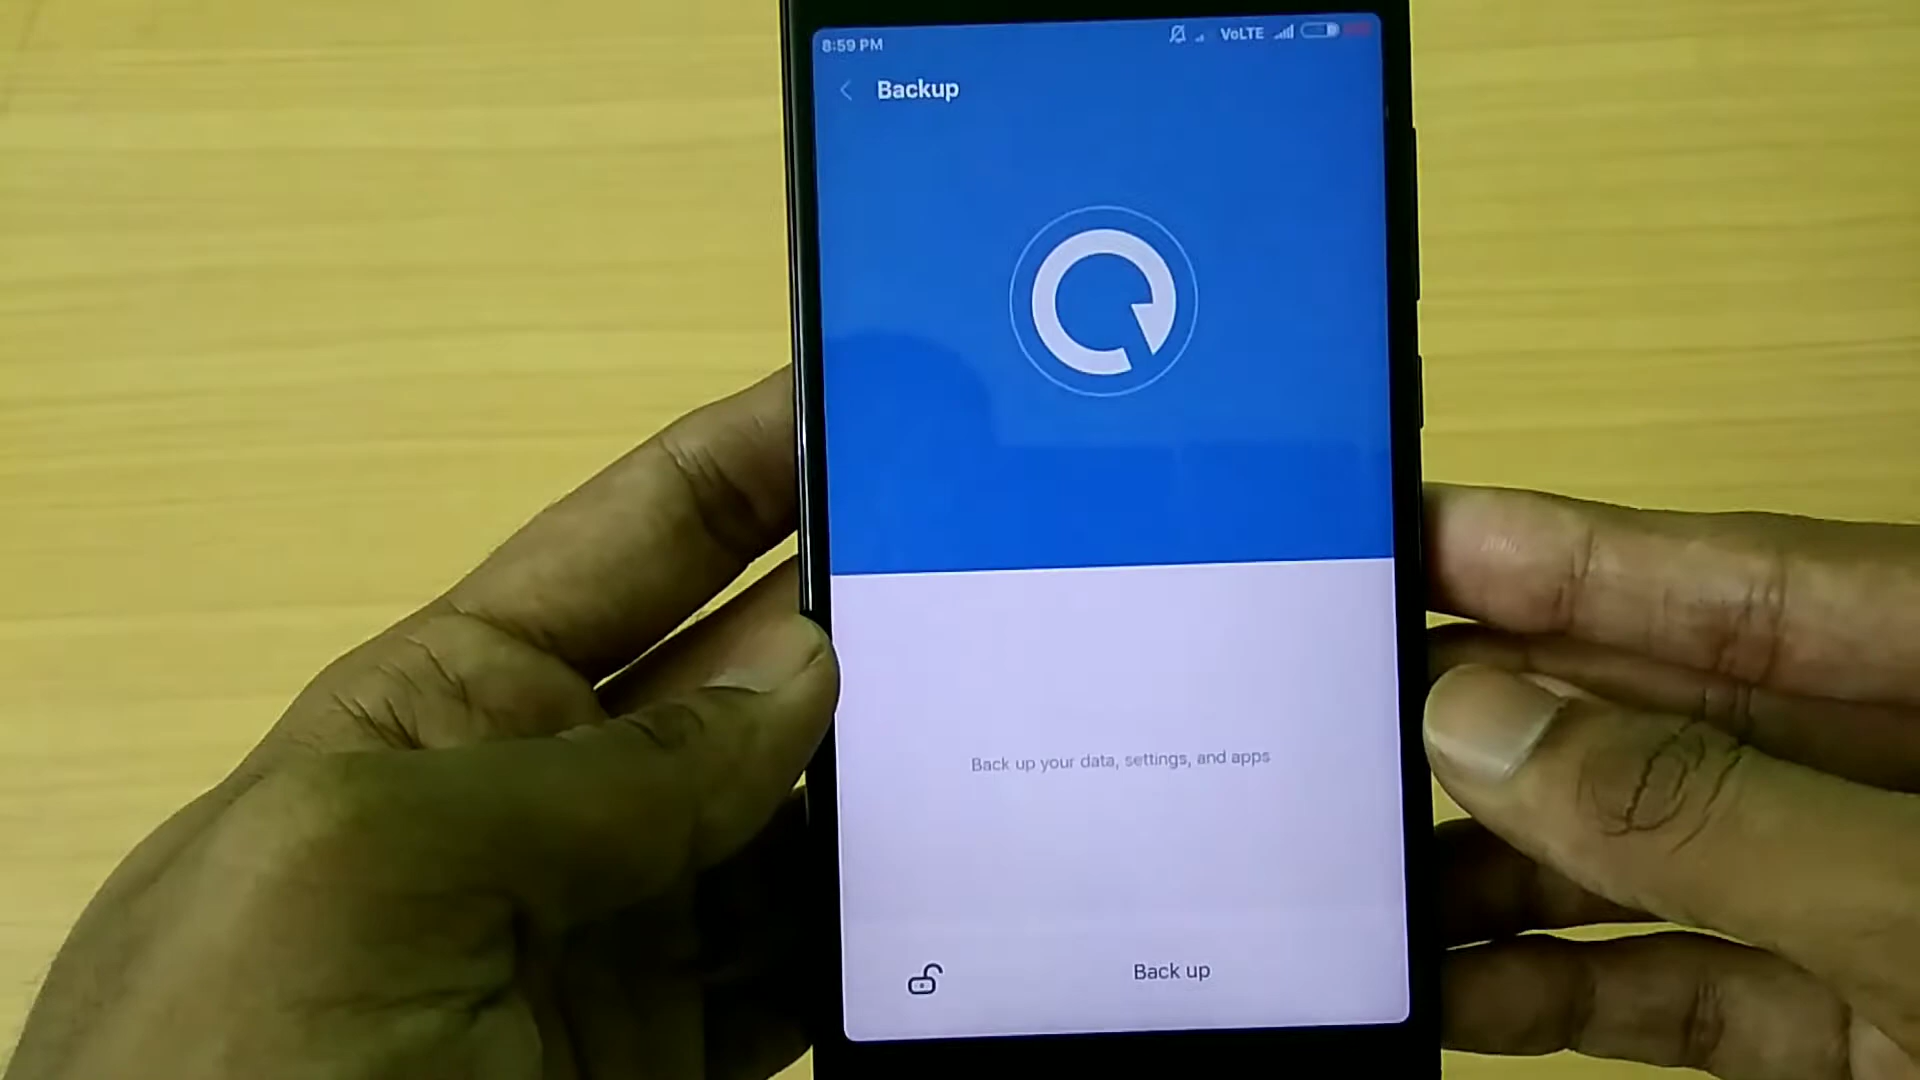 8:59 PM VoLTE
Backup
Back up your data, settings, and apps
Back up